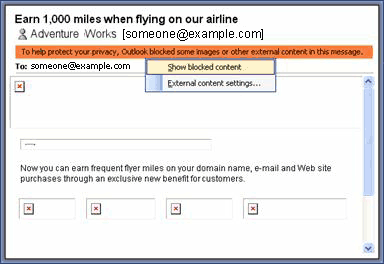 Earn 1,000 miles when flying on our airline
Adventure Works [someone@example.com]
To help protect your privacy, Outlook blocked some images or other external content in this message.
To: someone@example.com
Show blocked content
External content settings...
Now you can earn frequent flyer miles on your domain name, e-mail and Web site
purchases through an exclusive new benefit for customers.